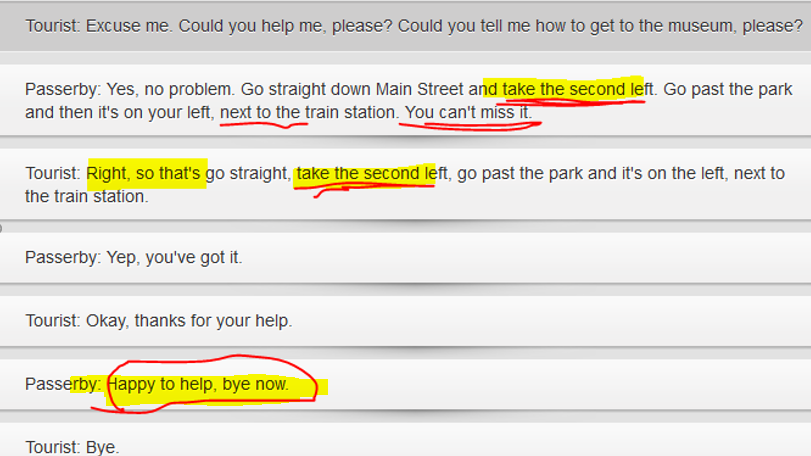 Tourist: Excuse me. Could you help me, please? Could you tell me how to get to the museum, please?
Passerby: Yes, no problem. Go straight down Main Street and take the second left. Go past the park
and then it's on your left, next to the train station. You can't miss it.
Tourist: Right, so that's go straight, take the second left, go past the park and it's on the left, next to
the train station.
Passerby: Yep, you've got it.
Tourist: Okay, thanks for your help.
Passerby: Happy to help, bye now.
Tourist: Bye.